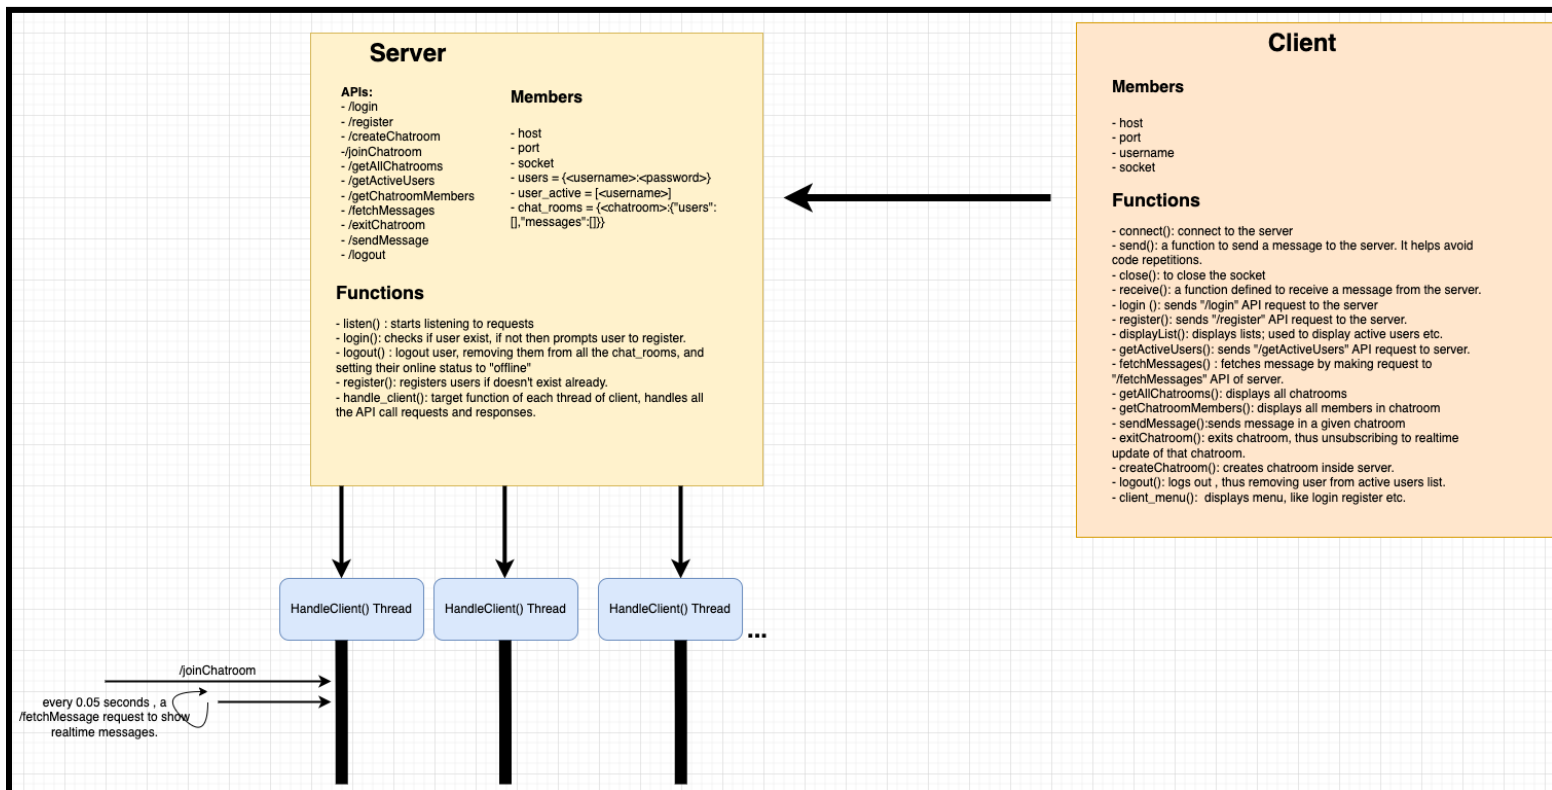 Server
APIs:
- /login
- /register
- /createChatroom
-/joinChatroom
- /getAllChatrooms
- /getActiveUsers
- /getChatroomMembers
- /fetchMessages
- /exitChatroom
- /sendMessage
- /logout
Members
- host
- port
- socket
- users = {<username>:<password>}
- user_active = [<username>]
- chat_rooms = {<chatroom>:{"users":
[],"messages":[]}}
Functions
- listen() : starts listening to requests
- login(): checks if user exist, if not then prompts user to register.
- logout() : logout user, removing them from all the chat_rooms, and
setting their online status to "offline"
- register(): registers users if doesn't exist already.
- handle_client(): target function of each thread of client, handles all
the API call requests and responses.
Client
Members
- host
- port
- username
- socket
Functions
- connect(): connect to the server
- send(): a function to send a message to the server. It helps avoid
code repetitions.
- close(): to close the socket
- receive(): a function defined to receive a message from the server.
- login (): sends "/login" API request to the server
- register(): sends "/register" API request to the server.
- displayList(): displays lists; used to display active users etc.
- getActiveUsers(): sends "/getActiveUsers" API request to server.
- fetchMessages() : fetches message by making request to
"/fetchMessages" API of server.
- getAllChatrooms(): displays all chatrooms
- getChatroomMembers(): displays all members in chatroom
- sendMessage():sends message in a given chatroom
- exitChatroom(): exits chatroom, thus unsubscribing to realtime
update of that chatroom.
- createChatroom(): creates chatroom inside server.
- logout(): logs out , thus removing user from active users list.
- client_menu():  displays menu, like login register etc.
HandleClient() Thread
HandleClient() Thread
HandleClient() Thread
...
/joinChatroom
every 0.05 seconds , a
/fetchMessage request to show
realtime messages.